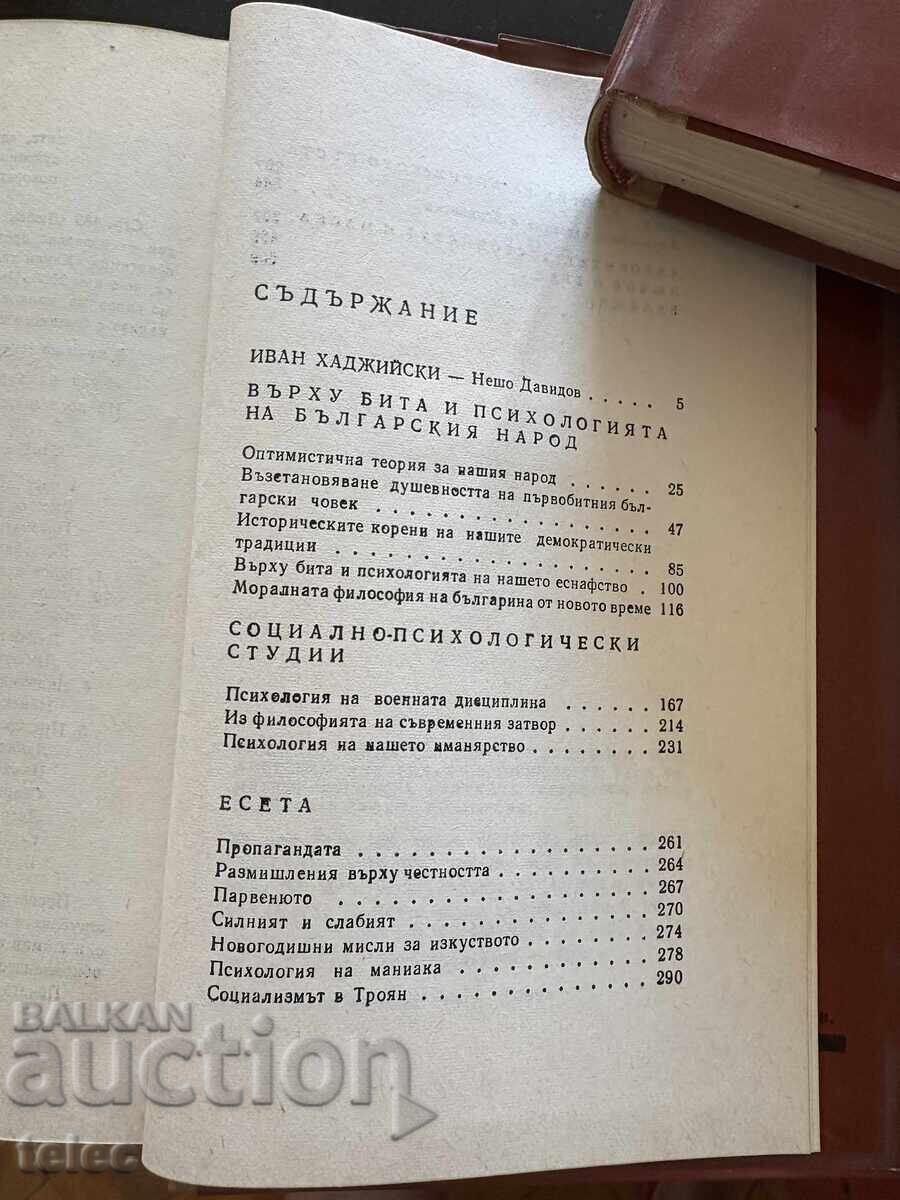 СЪДЪРЖАНИЕ
ИВАН ХАДЖИЙСКИ — Нешо Давидов . . . . . 5
ВЪРХУ БИТА И ПСИХОЛОГИЯТА
НА БЪЛГАРСКИЯ НАРОД
Оптимистична теория за нашия народ . . . . . . 25
Възстановяване душевността на първобитния бъл-
гарски човек . . . . . . . . . . . . . . . . 47
Историческите корени на нашите демократически
традиции . . . . . . . . . . . . . . . . . 85
Върху бита и психологията на нашето еснафство . 100
Моралната философия на българина от новото време 116
СОЦИАЛНО-ПСИХОЛОГИЧЕСКИ
СТУДИИ
Психология на военната дисциплина . . . . . . 167
Из философията на съвременния затвор . . . . . 214
Психология на нашето иманярство . . . . . . . 231
ЕСЕТА
Пропагандата . . . . . . . . . . . . . . . . 261
Размишления върху честността . . . . . . . . . 264
Парвенюто . . . . . . . . . . . . . . . . . 267
Силният и слабият . . . . . . . . . . . . . . 270
Новогодишни мисли за изкуството . . . . . . . 274
Психология на маниака . . . . . . . . . . . . 278
Социализмът в Троян . . . . . . . . . . . . . 290
BALKAN
auction
telec